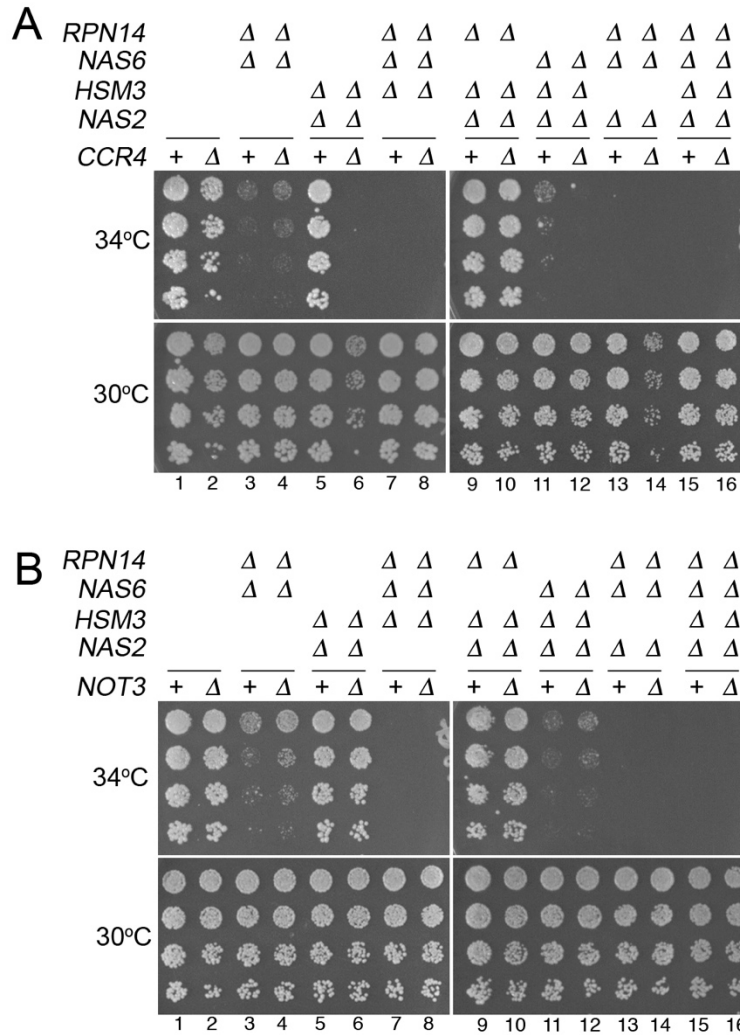 A
RPN14 Δ Δ Δ Δ Δ Δ Δ Δ Δ Δ
NAS6 Δ Δ Δ Δ Δ Δ Δ Δ Δ Δ
HSM3 Δ Δ Δ Δ Δ Δ Δ Δ Δ Δ
NAS2 Δ Δ Δ Δ Δ Δ Δ Δ Δ Δ
CCR4 + Δ + Δ + Δ + Δ + Δ + Δ + Δ + Δ
34°C
30°C
1 2 3 4 5 6 7 8 9 10 11 12 13 14 15 16
B
RPN14 Δ Δ Δ Δ Δ Δ Δ Δ Δ Δ
NAS6 Δ Δ Δ Δ Δ Δ Δ Δ Δ Δ
HSM3 Δ Δ Δ Δ Δ Δ Δ Δ Δ Δ
NAS2 Δ Δ Δ Δ Δ Δ Δ Δ Δ Δ
NOT3 + Δ + Δ + Δ + Δ + Δ + Δ + Δ + Δ
34°C
30°C
1 2 3 4 5 6 7 8 9 10 11 12 13 14 15 16